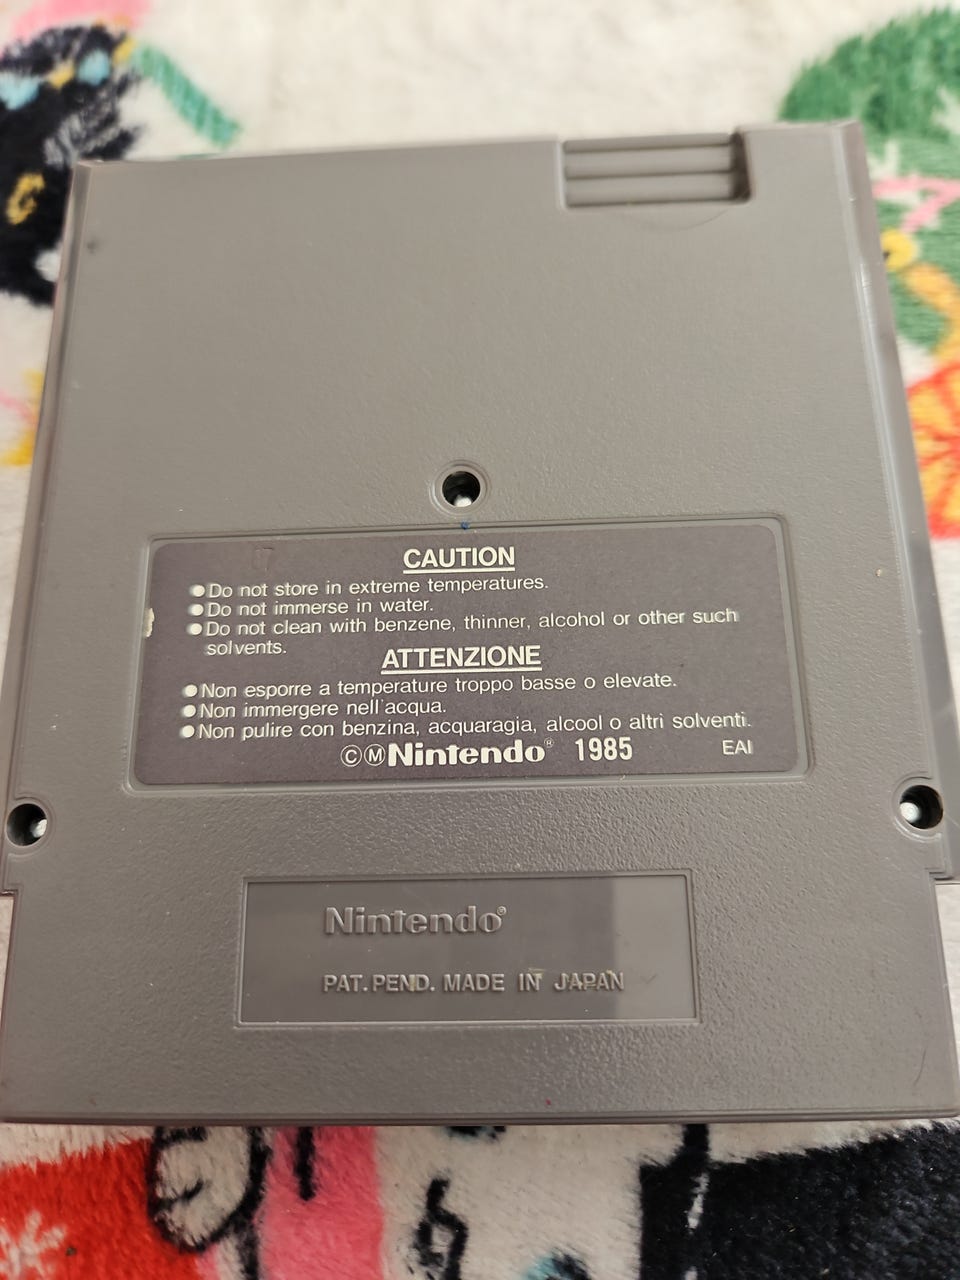 CAUTION
●Do not store in extreme temperatures.
●Do not immerse in water.
●Do not clean with benzene, thinner, alcohol or other such
solvents.
ATTENZIONE
●Non esporre a temperature troppo basse o elevate.
●Non immergere nell'acqua.
●Non pulire con benzina, acquaragia, alcool o altri solventi.
ⒸⓂNintendo® 1985 EAI
Nintendo®
PAT. PEND. MADE IN JAPAN